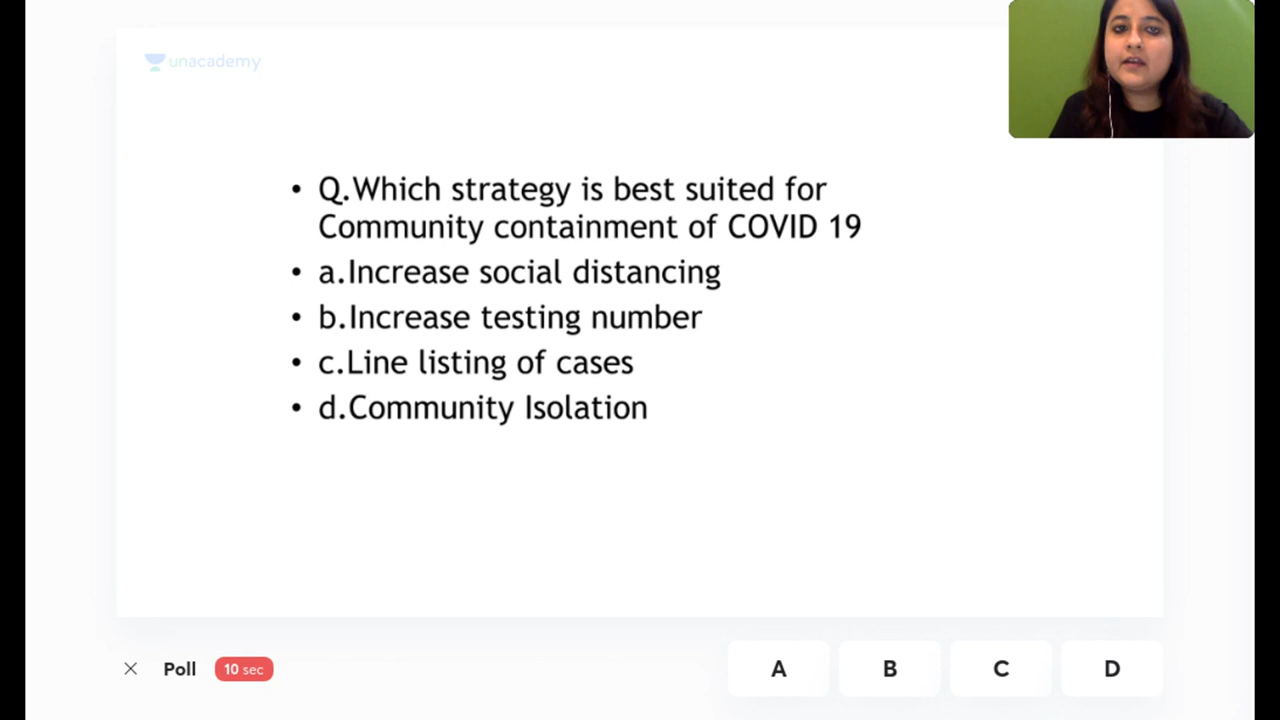 unacademy
• Q.Which strategy is best suited for
Community containment of COVID 19
• a.Increase social distancing
• b.Increase testing number
• c.Line listing of cases
• d.Community Isolation
× Poll 10 sec A B C D